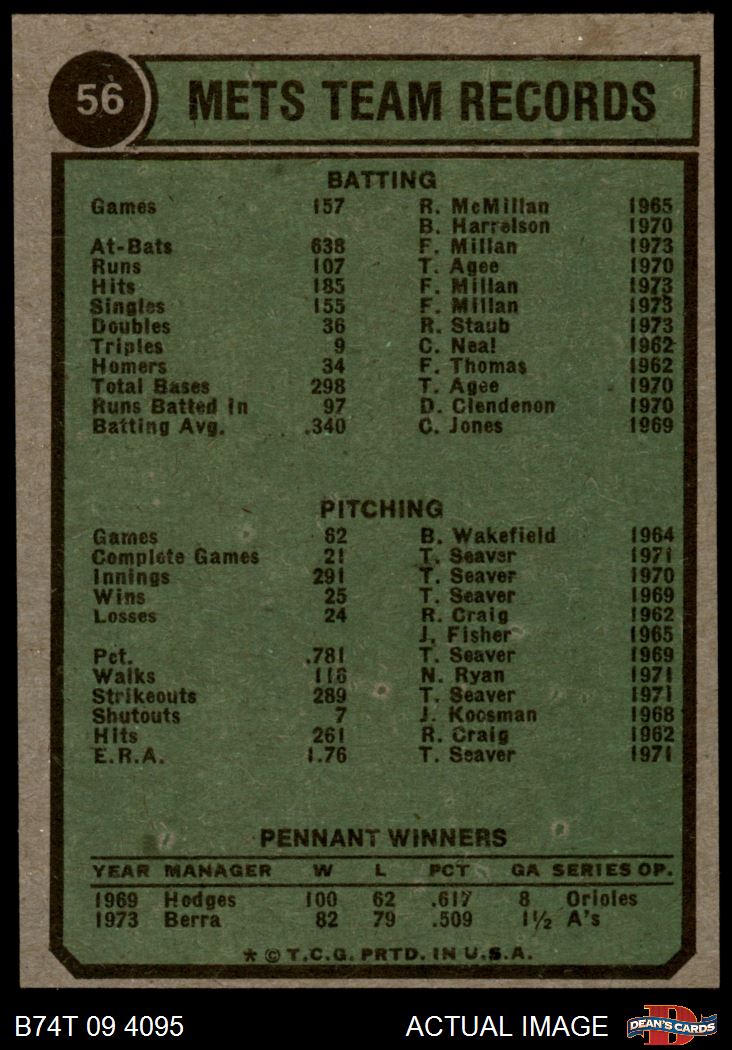 56 METS TEAM RECORDS
BATTING
Games 157 R. McMillan 1965
B. Harrelson 1970
At-Bats 638 F. Millan 1973
Runs 107 T. Agee 1970
Hits 185 F. Millan 1973
Singles 155 F. Millan 1973
Doubles 36 R. Staub 1973
Triples 9 C. Neal 1962
Homers 34 F. Thomas 1962
Total Bases 298 T. Agee 1970
Runs Batted in 97 D. Clendenon 1970
Batting Avg. .340 C. Jones 1969
PITCHING
Games 62 B. Wakefield 1964
Complete Games 21 T. Seaver 1971
Innings 291 T. Seaver 1970
Wins 25 T. Seaver 1969
Losses 24 R. Craig 1962
J. Fisher 1965
Pct. .781 T. Seaver 1969
Walks 116 N. Ryan 1971
Strikeouts 289 T. Seaver 1971
Shutouts 7 J. Koosman 1968
Hits 261 R. Craig 1962
E.R.A. 1.76 T. Seaver 1971
PENNANT WINNERS
YEAR MANAGER W L PCT GA SERIES OP.
1969 Hodges 100 62 .617 8 Orioles
1973 Berra 82 79 .509 1½ A's
* © T.C.G. PRTD. IN U.S.A.
B74T 09 4095 ACTUAL IMAGE D DEAN'S CARDS